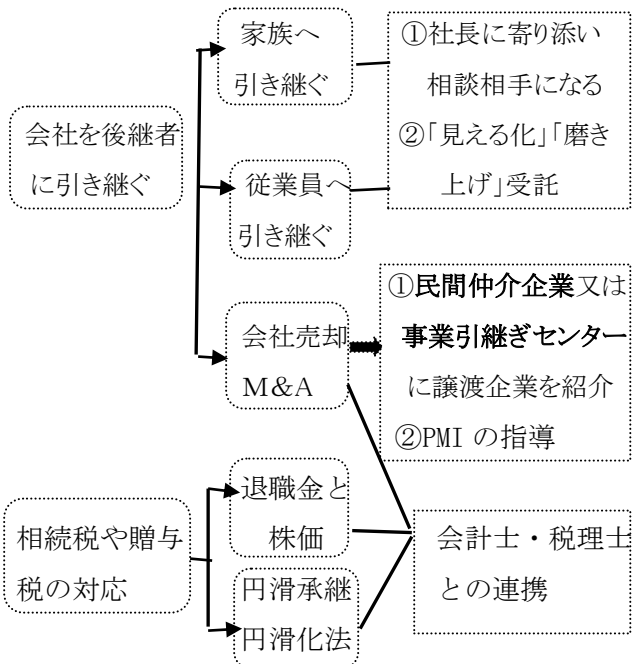 家族へ
引き継ぐ
①社長に寄り添い
相談相手になる
②「見える化」「磨き
上げ」受託
会社を後継者
に引き継ぐ
従業員へ
引き継ぐ
会社売却
M&A
①民間仲介企業又は
事業引継ぎセンター
に譲渡企業を紹介
②PMI の指導
相続税や贈与
税の対応
退職金と
株価
円滑承継
円滑化法
会計士・税理士
との連携